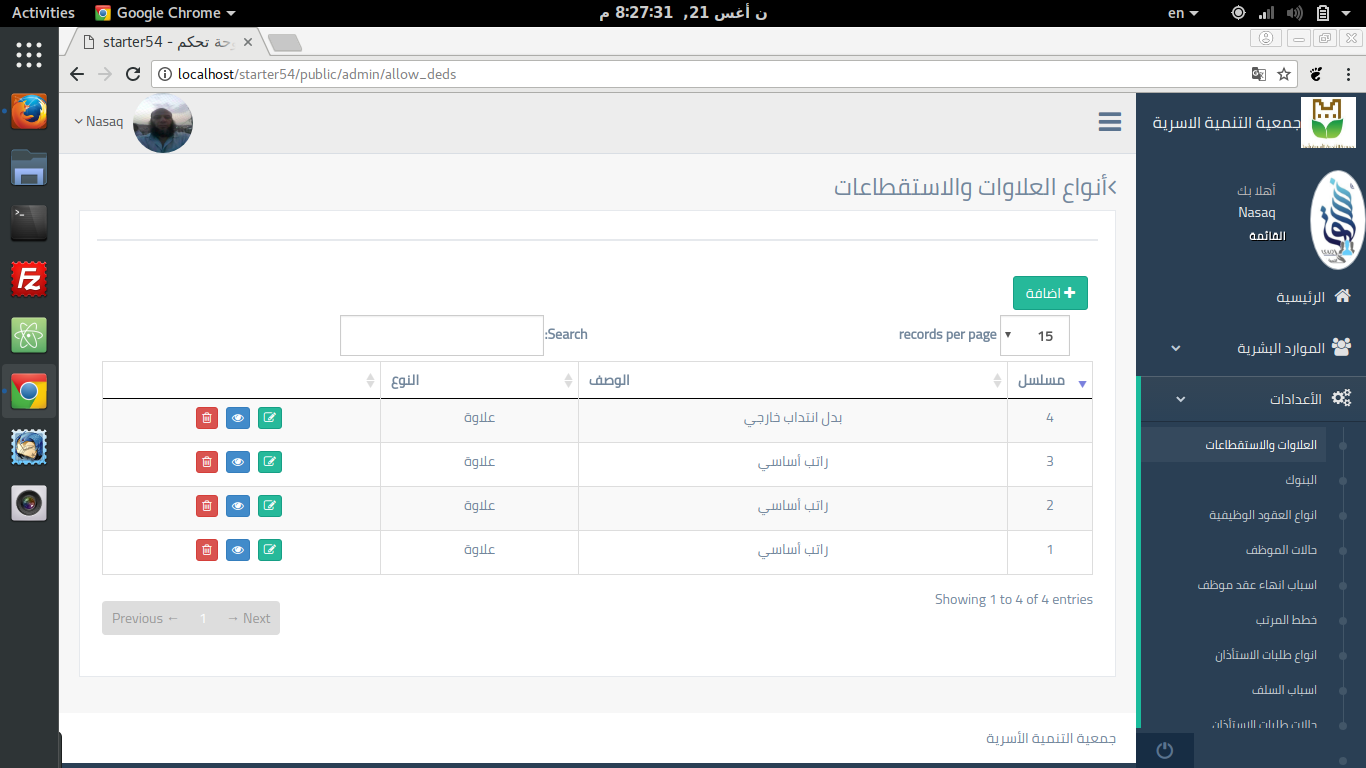 Activities
Google Chrome
ن أغس 21, 8:27:31 م
en
starter54 - لوحة تحكم
localhost/starter54/public/admin/allow_deds
Nasaq
جمعية التنمية الاسرية
أهلا بك
Nasaq
القائمة
الرئيسية
الموارد البشرية
الأعدادات
العلاوات والاستقطاعات
البنوك
انواع العقود الوظيفية
حالات الموظف
اسباب انهاء عقد موظف
خطط المرتب
انواع طلبات الاستأذان
اسباب السلف
حالات طلبات الاستأذان
أنواع العلاوات والاستقطاعات
اضافة
15 records per page
Search:
مسلسل الوصف النوع
4 بدل انتداب خارجي علاوة
3 راتب أساسي علاوة
2 راتب أساسي علاوة
1 راتب أساسي علاوة
Showing 1 to 4 of 4 entries
Previous ← 1 → Next
جمعية التنمية الأسرية